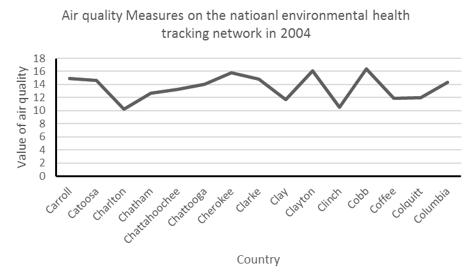 Air quality Measures on the natioanl environmental health
tracking network in 2004
Value of air quality
18
16
14
12
10
8
6
4
2
0
Carroll
Catoosa
Charlton
Chatham
Chattahoochee
Chattooga
Cherokee
Clarke
Clay
Clayton
Clinch
Cobb
Coffee
Colquitt
Columbia
Country